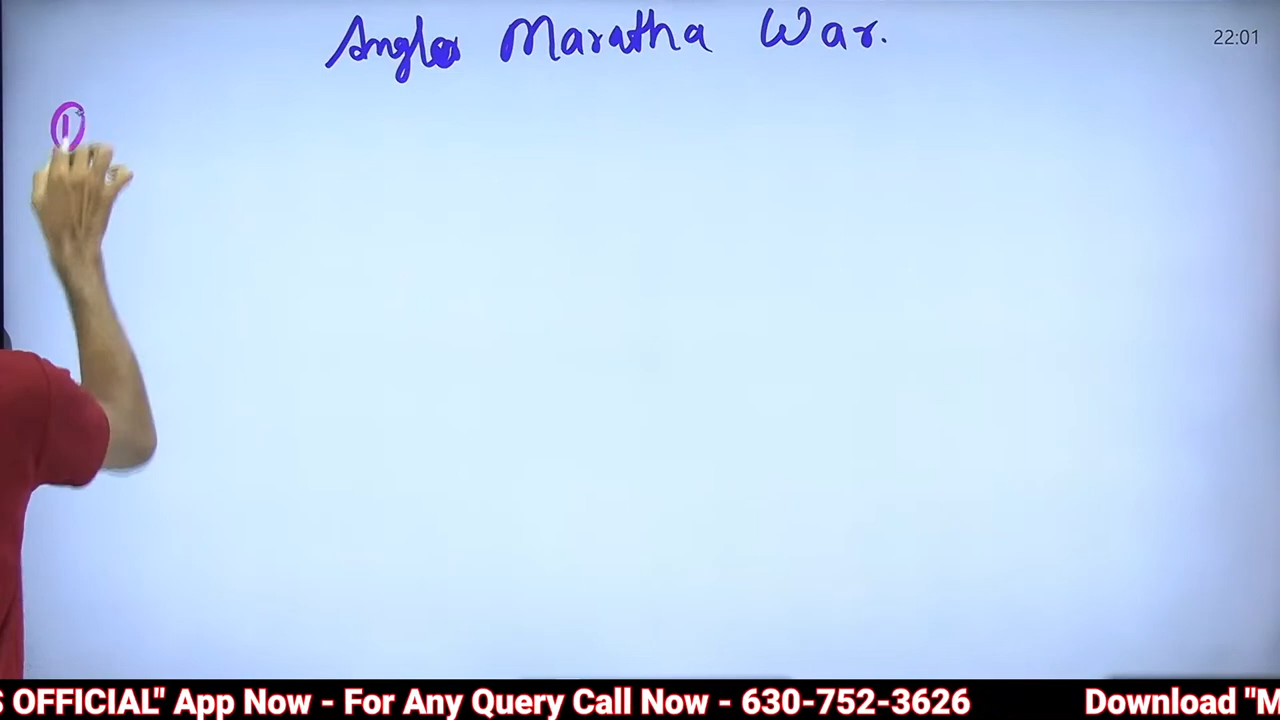 Anglo Maratha War.
22:01
①
S OFFICIAL" App Now - For Any Query Call Now - 630-752-3626 Download "M